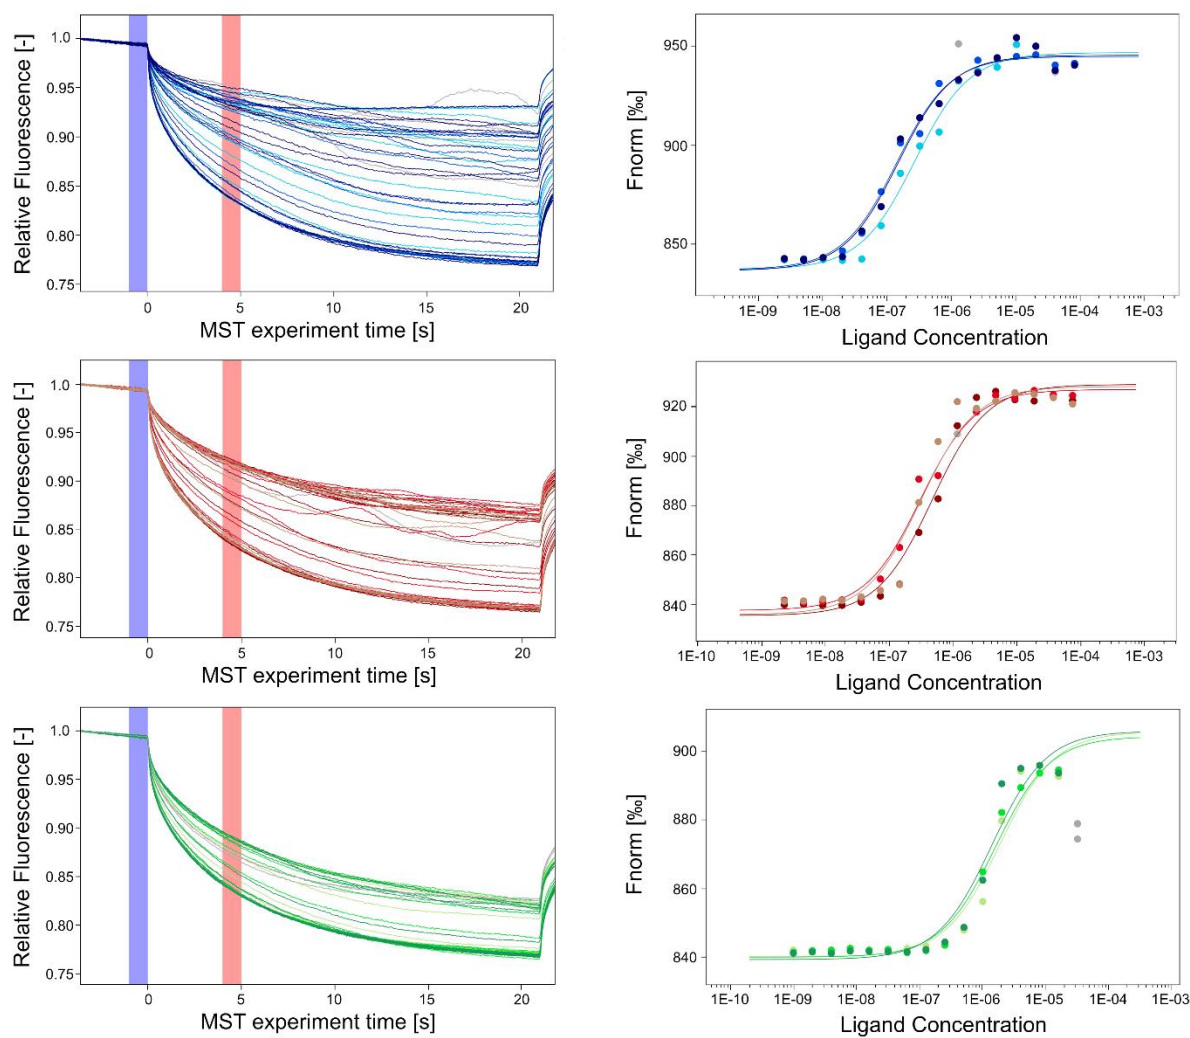 Relative Fluorescence [-]
1.0
0.95
0.90
0.85
0.80
0.75
0 5 10 15 20
MST experiment time [s]
Fnorm [‰]
950
900
850
1E-09 1E-08 1E-07 1E-06 1E-05 1E-04 1E-03
Ligand Concentration
Relative Fluorescence [-]
1.0
0.95
0.90
0.85
0.80
0.75
0 5 10 15 20
MST experiment time [s]
Fnorm [‰]
920
900
880
860
840
1E-10 1E-09 1E-08 1E-07 1E-06 1E-05 1E-04 1E-03
Ligand Concentration
Relative Fluorescence [-]
1.0
0.95
0.90
0.85
0.80
0.75
0 5 10 15 20
MST experiment time [s]
Fnorm [‰]
900
880
860
840
1E-10 1E-09 1E-08 1E-07 1E-06 1E-05 1E-04 1E-03
Ligand Concentration